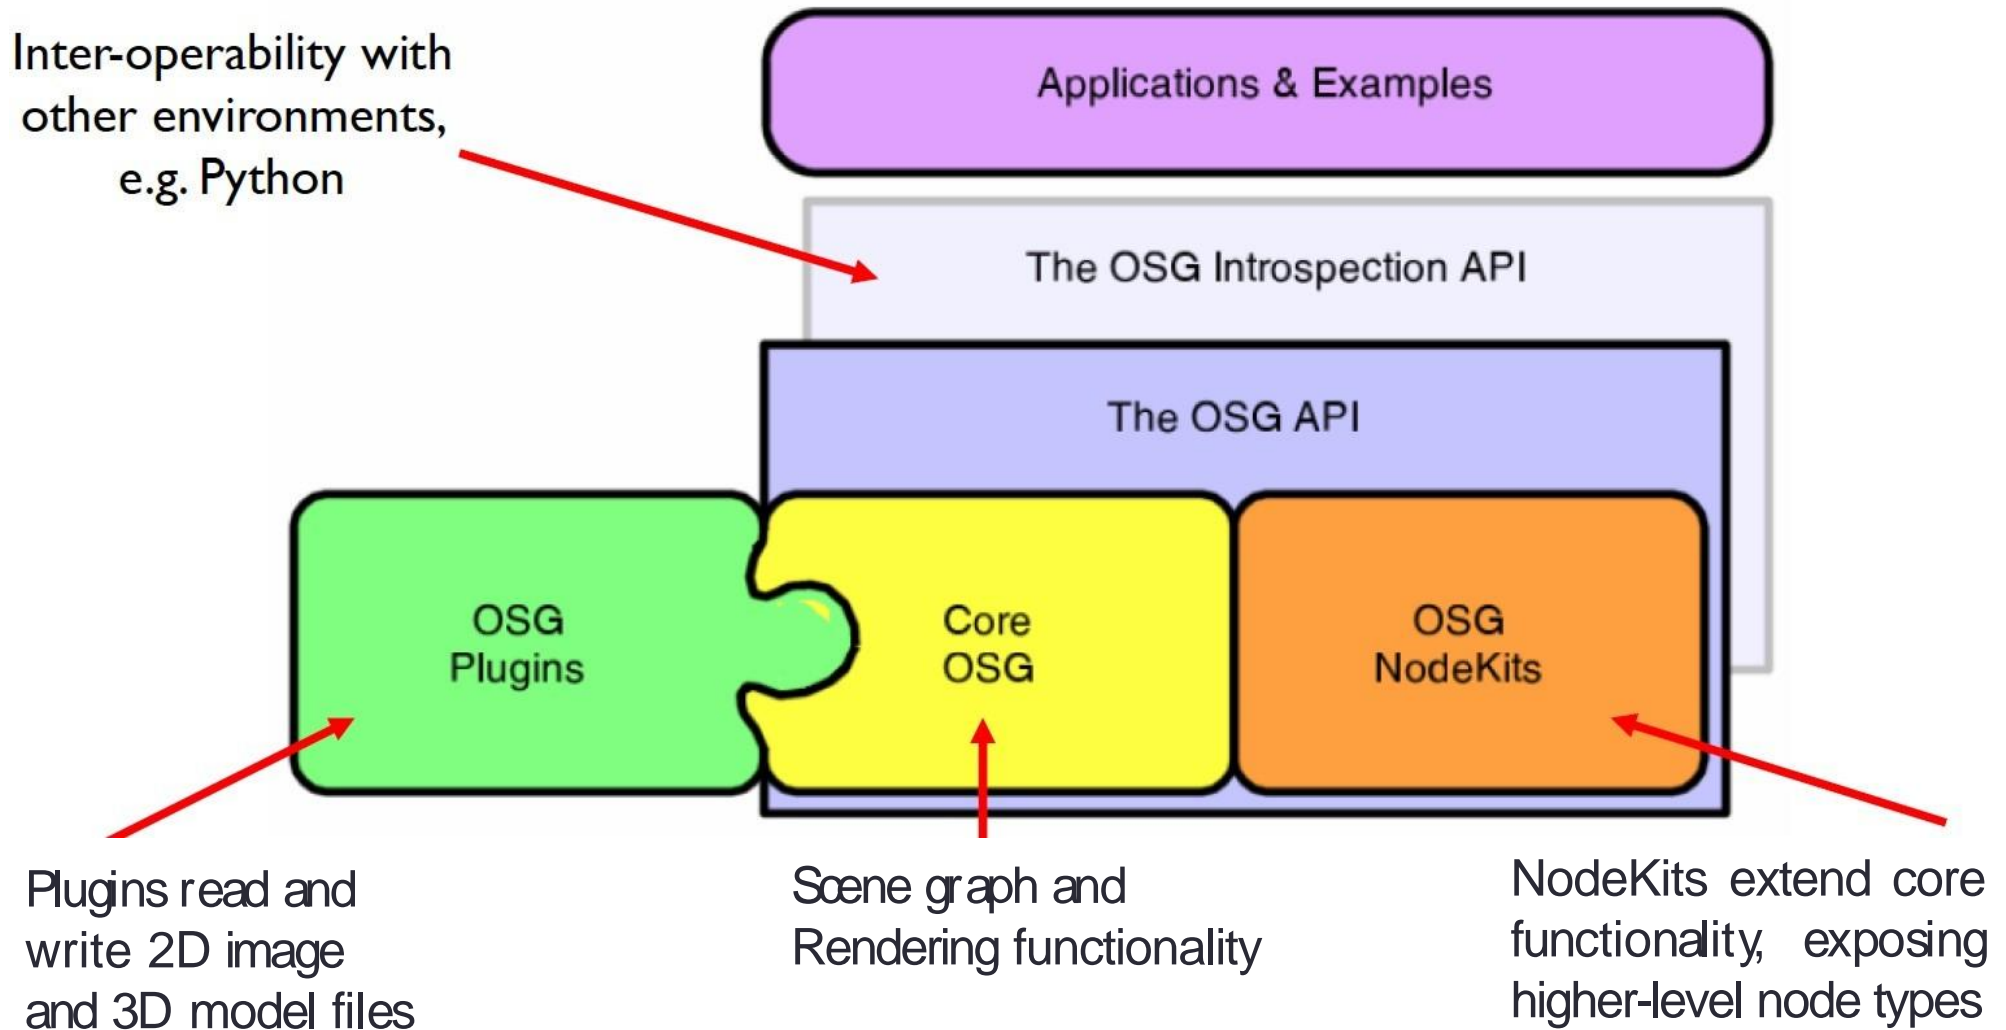 Inter-operability with
other environments,
e.g. Python
Applications & Examples
The OSG Introspection API
The OSG API
OSG
Plugins
Core
OSG
OSG
NodeKits
Plugins read and
write 2D image
and 3D model files
Scene graph and
Rendering functionality
NodeKits extend core
functionality, exposing
higher-level node types